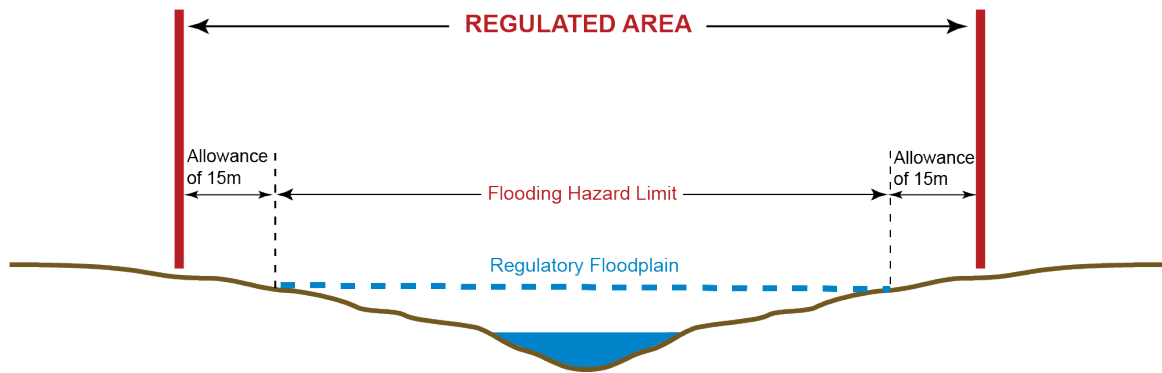 REGULATED AREA
Allowance
of 15m
Allowance
of 15m
Flooding Hazard Limit
Regulatory Floodplain